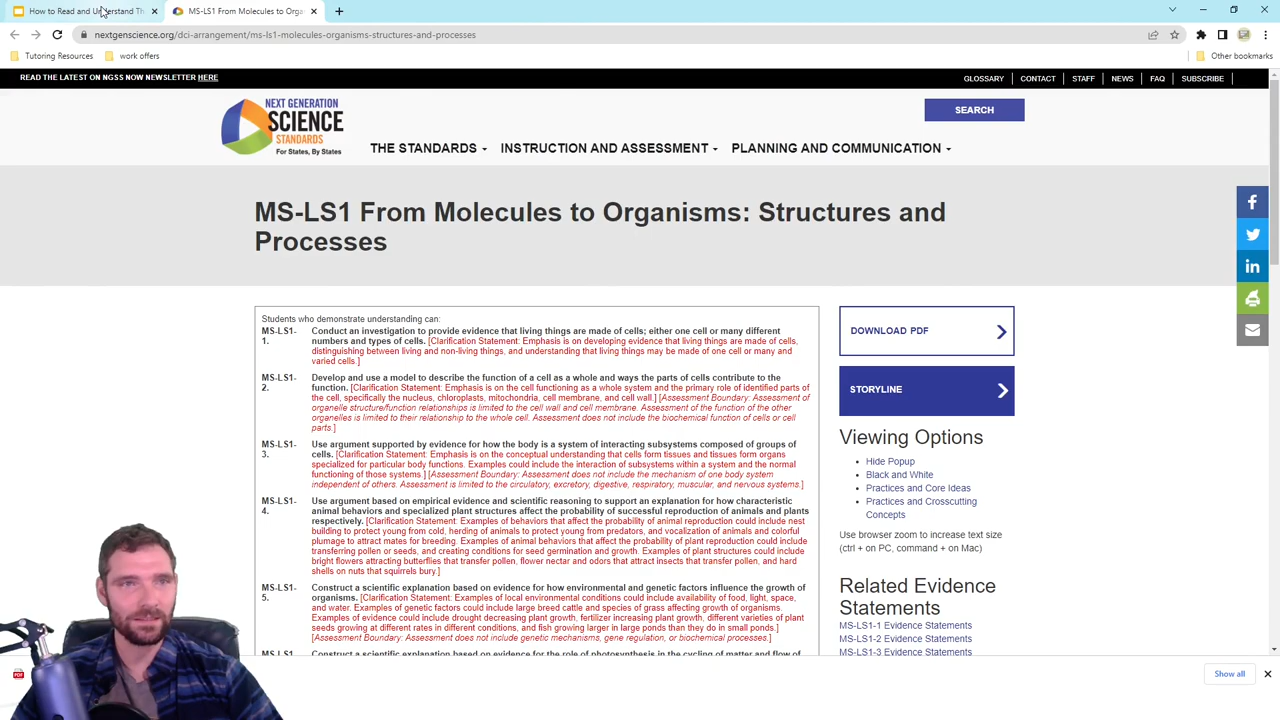 How to Read and Understand Th
MS-LS1 From Molecules to Orga
nextgenscience.org/dci-arrangement/ms-ls1-molecules-organisms-structures-and-processes
Tutoring Resources
work offers
Other bookmarks
READ THE LATEST ON NGSS NOW NEWSLETTER HERE
GLOSSARY
CONTACT
STAFF
NEWS
FAQ
SUBSCRIBE
NEXT GENERATION
SCIENCE
STANDARDS
For States, By States
SEARCH
THE STANDARDS
INSTRUCTION AND ASSESSMENT
PLANNING AND COMMUNICATION
MS-LS1 From Molecules to Organisms: Structures and
Processes
Students who demonstrate understanding can:
MS-LS1-1. Conduct an investigation to provide evidence that living things are made of cells; either one cell or many different
numbers and types of cells. [Clarification Statement: Emphasis is on developing evidence that living things are made of cells,
distinguishing between living and non-living things, and understanding that living things may be made of one cell or many and
varied cells.]
MS-LS1-2. Develop and use a model to describe the function of a cell as a whole and ways the parts of cells contribute to the
function. [Clarification Statement: Emphasis is on the cell functioning as a whole system and the primary role of identified parts of
the cell, specifically the nucleus, chloroplasts, mitochondria, cell membrane, and cell wall.] [Assessment Boundary: Assessment of
organelle structure/function relationships is limited to the cell wall and cell membrane. Assessment of the function of the other
organelles is limited to their relationship to the whole cell. Assessment does not include the biochemical function of cells or cell
parts.]
MS-LS1-3. Use argument supported by evidence for how the body is a system of interacting subsystems composed of groups of
cells. [Clarification Statement: Emphasis is on the conceptual understanding that cells form tissues and tissues form organs
specialized for particular body functions. Examples could include the interaction of subsystems within a system and the normal
functioning of those systems.] [Assessment Boundary: Assessment does not include the mechanism of one body system
independent of others. Assessment is limited to the circulatory, excretory, digestive, respiratory, muscular, and nervous systems.]
MS-LS1-4. Use argument based on empirical evidence and scientific reasoning to support an explanation for how characteristic
animal behaviors and specialized plant structures affect the probability of successful reproduction of animals and plants
respectively. [Clarification Statement: Examples of behaviors that affect the probability of animal reproduction could include nest
building to protect young from cold, herding of animals to protect young from predators, and vocalization of animals and colorful
plumage to attract mates for breeding. Examples of animal behaviors that affect the probability of plant reproduction could include
transferring pollen or seeds, and creating conditions for seed germination and growth. Examples of plant structures could include
bright flowers attracting butterflies that transfer pollen, flower nectar and odors that attract insects that transfer pollen, and hard
shells on nuts that squirrels bury.]
MS-LS1-5. Construct a scientific explanation based on evidence for how environmental and genetic factors influence the growth of
organisms. [Clarification Statement: Examples of local environmental conditions could include availability of food, light, space,
and water. Examples of genetic factors could include large breed cattle and species of grass affecting growth of organisms.
Examples of evidence could include drought decreasing plant growth, fertilizer increasing plant growth, different varieties of plant
seeds growing at different rates in different conditions, and fish growing larger in large ponds than they do in small ponds.]
[Assessment Boundary: Assessment does not include genetic mechanisms, gene regulation, or biochemical processes.]
MS-LS1- Construct a scientific explanation based on evidence for the role of photosynthesis in the cycling of matter and flow of
DOWNLOAD PDF
STORYLINE
Viewing Options
Hide Popup
Black and White
Practices and Core Ideas
Practices and Crosscutting
Concepts
Use browser zoom to increase text size
(ctrl + on PC, command + on Mac)
Related Evidence
Statements
MS-LS1-1 Evidence Statements
MS-LS1-2 Evidence Statements
MS-LS1-3 Evidence Statements
Show all